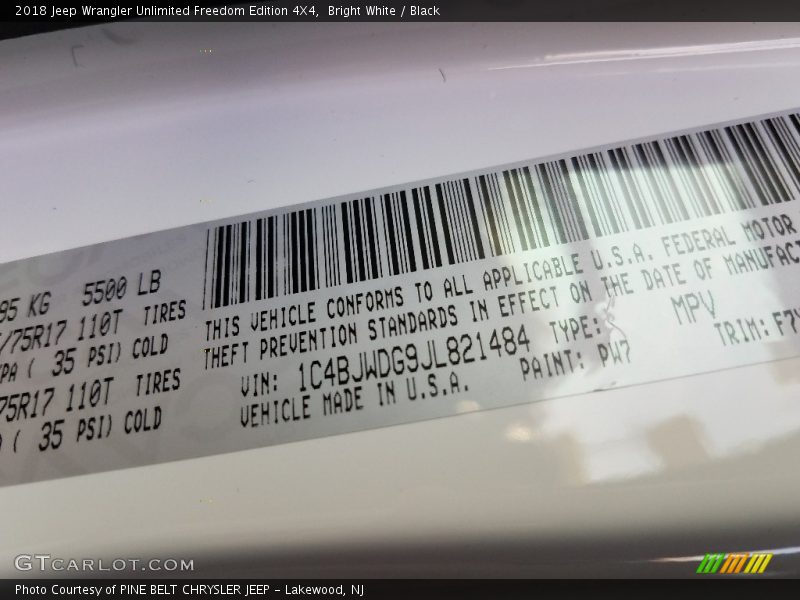 2018 Jeep Wrangler Unlimited Freedom Edition 4X4,  Bright White / Black
95 KG 5500 LB
/75R17 110T TIRES
PA ( 35 PSI) COLD
75R17 110T TIRES
( 35 PSI) COLD
THIS VEHICLE CONFORMS TO ALL APPLICABLE U.S.A. FEDERAL MOTOR
THEFT PREVENTION STANDARDS IN EFFECT ON THE DATE OF MANUFAC
VIN: 1C4BJWDG9JL821484 TYPE: MPV
VEHICLE MADE IN U.S.A. PAINT: PW7 TRIM: F7
GTCARLOT.COM
Photo Courtesy of PINE BELT CHRYSLER JEEP - Lakewood, NJ